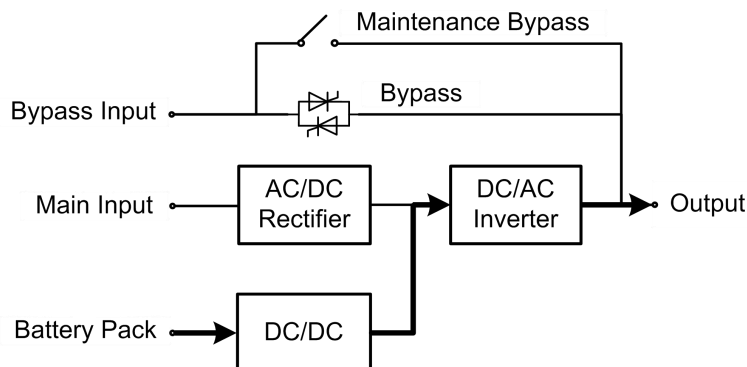 Maintenance Bypass
Bypass Input
Bypass
Main Input
AC/DC
Rectifier
DC/AC
Inverter
Output
Battery Pack
DC/DC